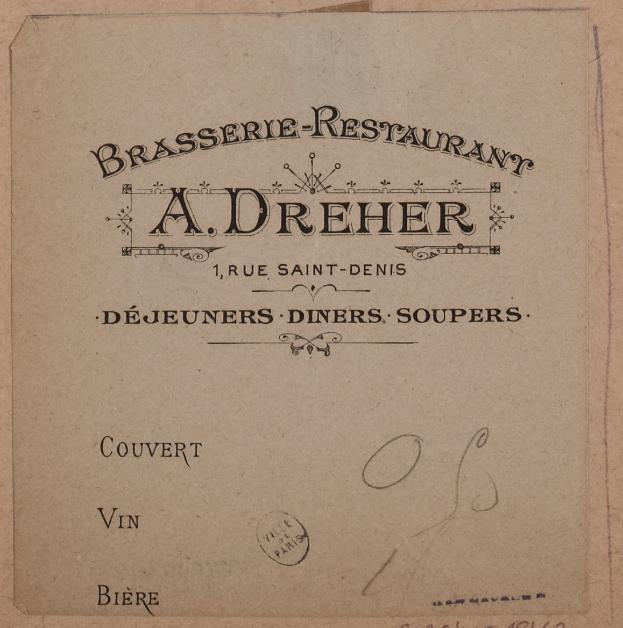 BRASSERIE-RESTAURANT
A. DREHER
1, RUE SAINT-DENIS
·DÉJEUNERS·DINERS·SOUPERS·
COUVERT
VIN
VILLE
DE
PARIS
BIÈRE